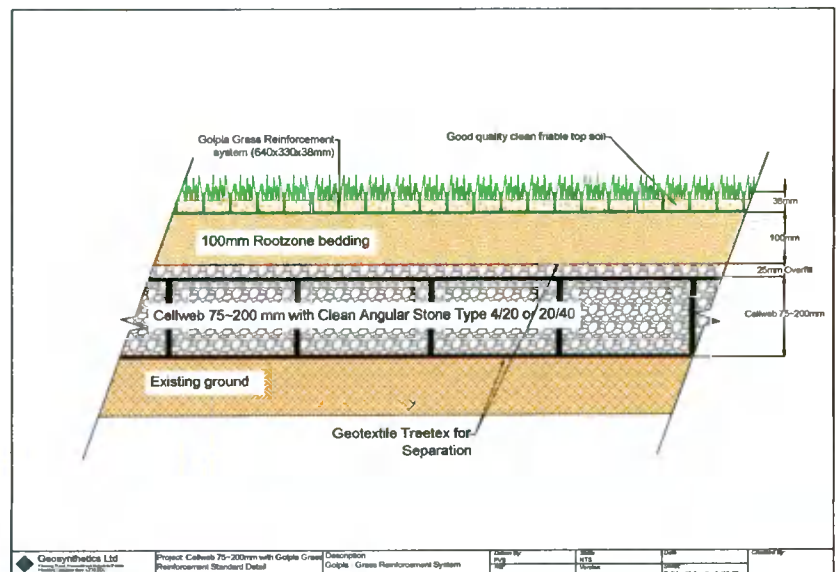 Golpla Grass Reinforcement
system (640x330x38mm)
Good quality clean friable top soil
38mm
100mm Rootzone bedding
100mm
25mm Overfill
Cellweb 75~200 mm with Clean Angular Stone Type 4/20 or 20/40
Cellweb 75~200mm
Existing ground
Geotextile Treetex for
Separation
Geosynthetics Ltd
Project: Cellweb 75~200mm with Golpla Grass
Reinforcement Standard Detail
Description
Golpla Grass Reinforcement System
Drawn By
PVS
Scale
NTS
Version
Date
Checked By